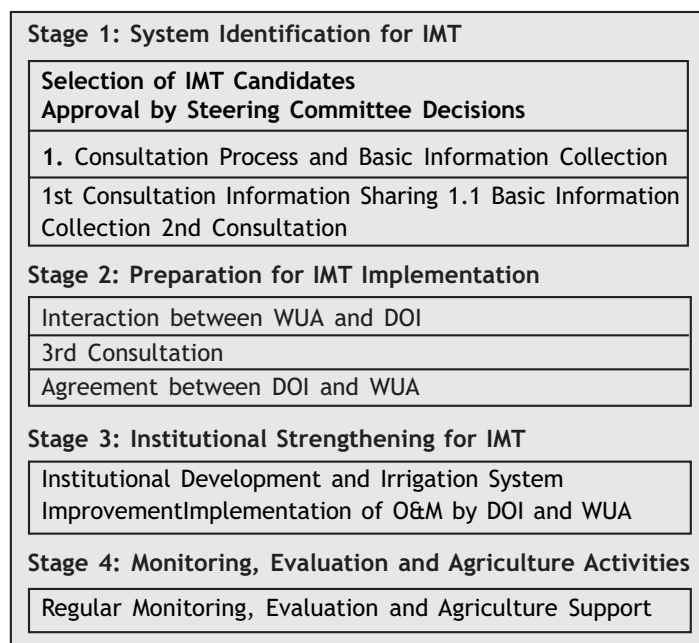 Stage 1: System Identification for IMT
Selection of IMT Candidates
Approval by Steering Committee Decisions
1. Consultation Process and Basic Information Collection
1st Consultation Information Sharing 1.1 Basic Information
Collection 2nd Consultation
Stage 2: Preparation for IMT Implementation
Interaction between WUA and DOI
3rd Consultation
Agreement between DOI and WUA
Stage 3: Institutional Strengthening for IMT
Institutional Development and Irrigation System
ImprovementImplementation of O&M by DOI and WUA
Stage 4: Monitoring, Evaluation and Agriculture Activities
Regular Monitoring, Evaluation and Agriculture Support